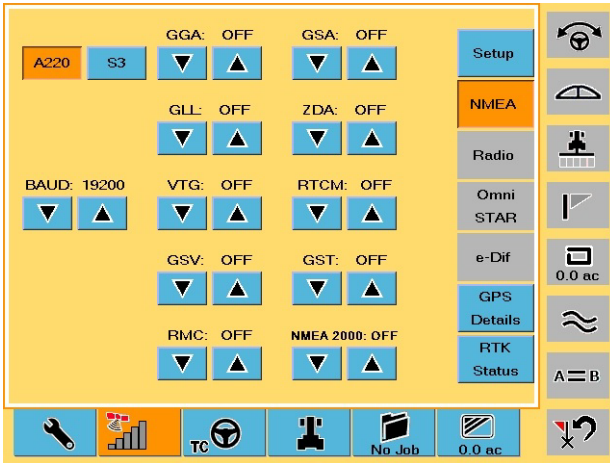 GGA: OFF
GSA: OFF
A220
S3
GLL: OFF
ZDA: OFF
BAUD: 19200
VTG: OFF
RTCM: OFF
GSV: OFF
GST: OFF
RMC: OFF
NMEA 2000: OFF
Setup
NMEA
Radio
Omni
STAR
e-Dif
GPS
Details
RTK
Status
0.0 ac
A=B
TC
No Job
0.0 ac